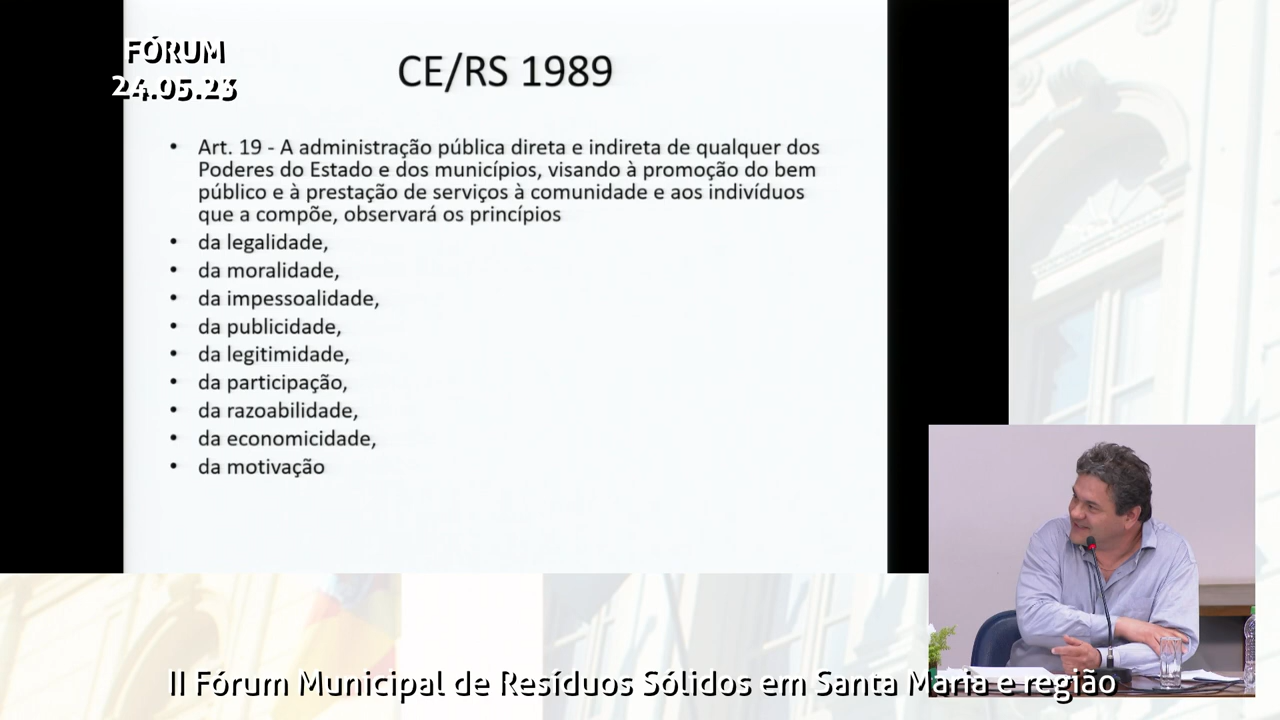 FÓRUM
24.05.23
CE/RS 1989
• Art. 19 - A administração pública direta e indireta de qualquer dos
Poderes do Estado e dos municípios, visando à promoção do bem
público e à prestação de serviços à comunidade e aos indivíduos
que a compõe, observará os princípios
• da legalidade,
• da moralidade,
• da impessoalidade,
• da publicidade,
• da legitimidade,
• da participação,
• da razoabilidade,
• da economicidade,
• da motivação
II Fórum Municipal de Resíduos Sólidos em Santa Maria e região